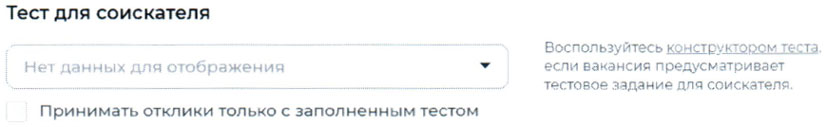 Тест для соискателя
Нет данных для отображения
Принимать отклики только с заполненным тестом
Воспользуйтесь конструктором теста,
если вакансия предусматривает
тестовое задание для соискателя.